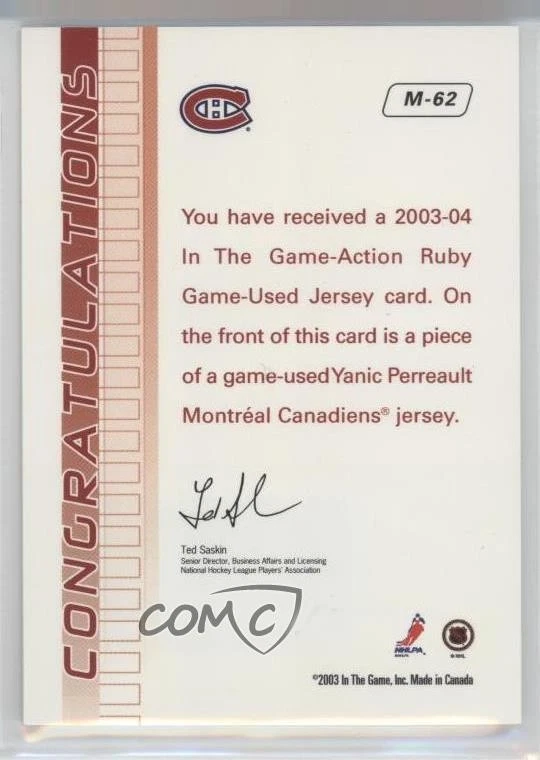 CONGRATULATIONS
M-62
You have received a 2003-04
In The Game-Action Ruby
Game-Used Jersey card. On
the front of this card is a piece
of a game-used Yanic Perreault
Montréal Canadiens® jersey.
Ted Saskin
Senior Director, Business Affairs and Licensing
National Hockey League Players' Association
COMC
NHLPA
©NHL
©2003 In The Game, Inc. Made in Canada